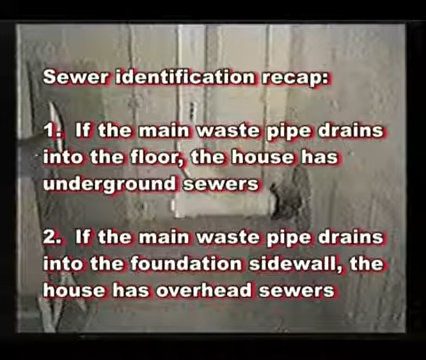 Sewer identification recap:
1. If the main waste pipe drains
into the floor, the house has
underground sewers
2. If the main waste pipe drains
into the foundation sidewall, the
house has overhead sewers